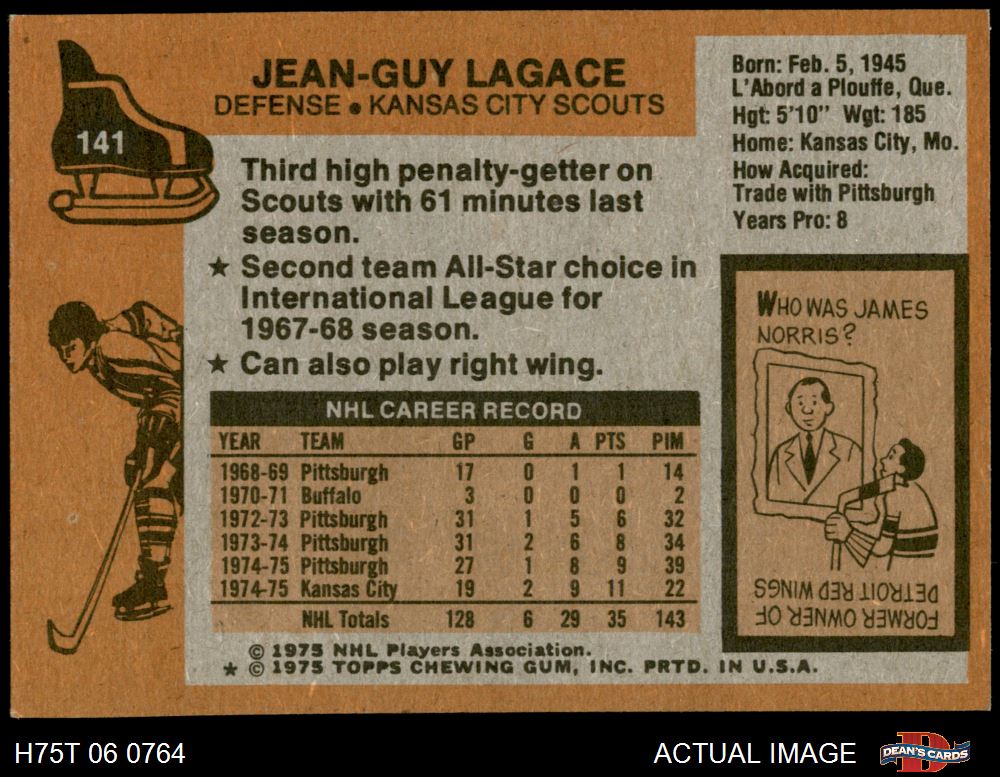 JEAN-GUY LAGACE
DEFENSE • KANSAS CITY SCOUTS
141
Born: Feb. 5, 1945
L'Abord a Plouffe, Que.
Hgt: 5'10" Wgt: 185
Home: Kansas City, Mo.
How Acquired:
Trade with Pittsburgh
Years Pro: 8
Third high penalty-getter on
Scouts with 61 minutes last
season.
★ Second team All-Star choice in
International League for
1967-68 season.
★ Can also play right wing.
NHL CAREER RECORD
YEAR TEAM GP G A PTS PIM
1968-69 Pittsburgh 17 0 1 1 14
1970-71 Buffalo 3 0 0 0 2
1972-73 Pittsburgh 31 1 5 6 32
1973-74 Pittsburgh 31 2 6 8 34
1974-75 Pittsburgh 27 1 8 9 39
1974-75 Kansas City 19 2 9 11 22
NHL Totals 128 6 29 35 143
WHO WAS JAMES
NORRIS?
FORMER OWNER OF
DETROIT RED WINGS
© 1975 NHL Players Association.
★ © 1975 TOPPS CHEWING GUM, INC. PRTD. IN U.S.A.
H75T 06 0764
ACTUAL IMAGE
D
DEAN'S CARDS